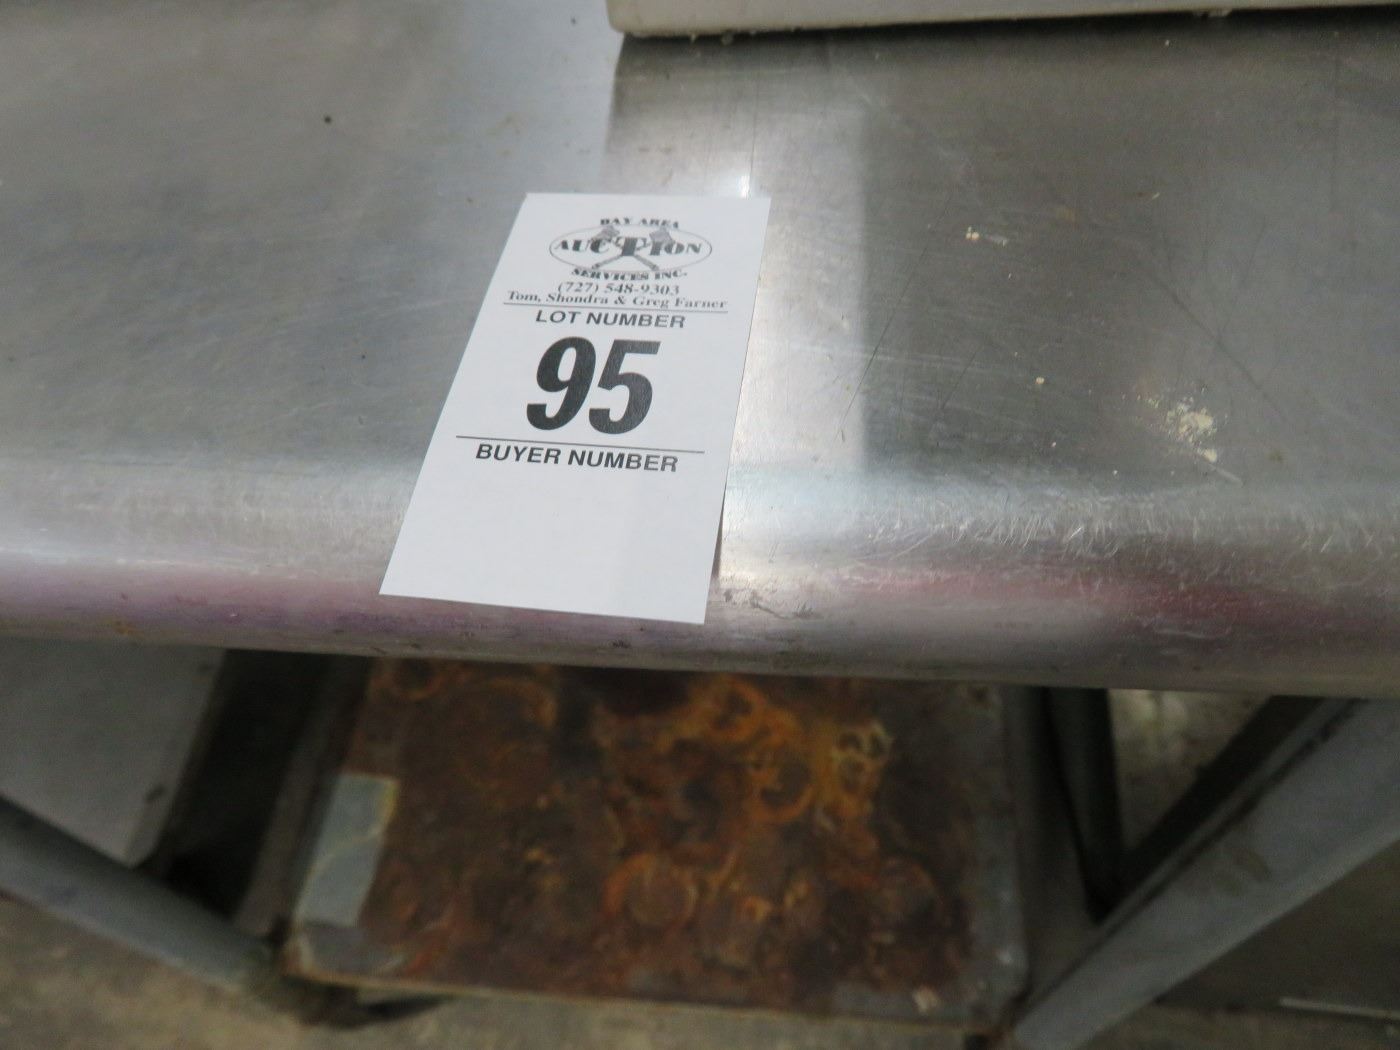 BAY AREA
AUCTION
SERVICES INC.
(727) 548-9303
Tom, Shondra & Greg Farner
LOT NUMBER
95
BUYER NUMBER